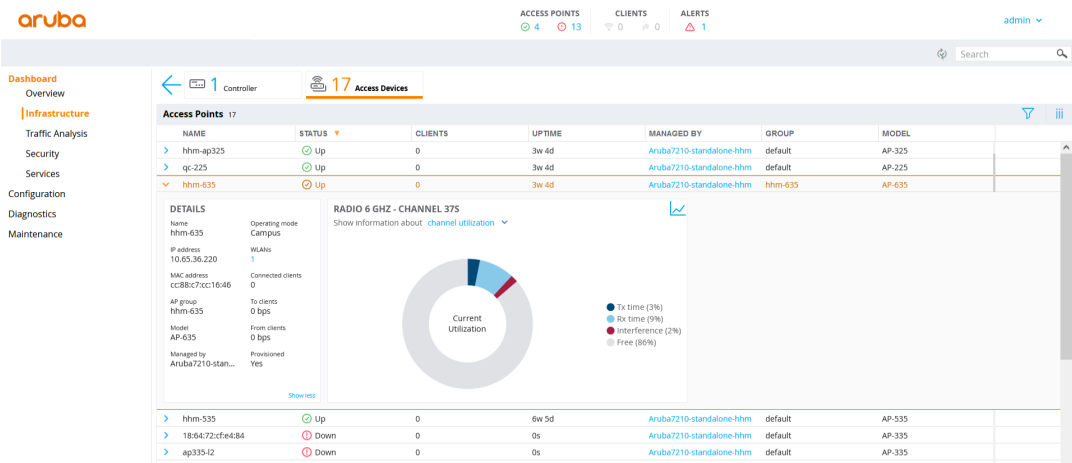 aruba
ACCESS POINTS CLIENTS ALERTS
4 13 0 0 1
admin
Search
Dashboard
Overview
Infrastructure
Traffic Analysis
Security
Services
Configuration
Diagnostics
Maintenance
1 Controller
17 Access Devices
Access Points 17
NAME STATUS CLIENTS UPTIME MANAGED BY GROUP MODEL
hhm-ap325 Up 0 3w 4d Aruba7210-standalone-hhm default AP-325
qc-225 Up 0 3w 4d Aruba7210-standalone-hhm default AP-225
hhm-635 Up 0 3w 4d Aruba7210-standalone-hhm hhm-635 AP-635
DETAILS
Name Operating mode
hhm-635 Campus
IP address WLANs
10.65.36.220 1
MAC address Connected clients
cc:88:c7:cc:16:46 0
AP group To clients
hhm-635 0 bps
Model From clients
AP-635 0 bps
Managed by Provisioned
Aruba7210-stan... Yes
Show less
RADIO 6 GHZ - CHANNEL 37S
Show information about channel utilization
Current
Utilization
Tx time (3%)
Rx time (9%)
Interference (2%)
Free (86%)
hhm-535 Up 0 6w 5d Aruba7210-standalone-hhm default AP-535
18:64:72:cf:e4:84 Down 0 0s Aruba7210-standalone-hhm default AP-335
ap335-l2 Down 0 0s Aruba7210-standalone-hhm default AP-335